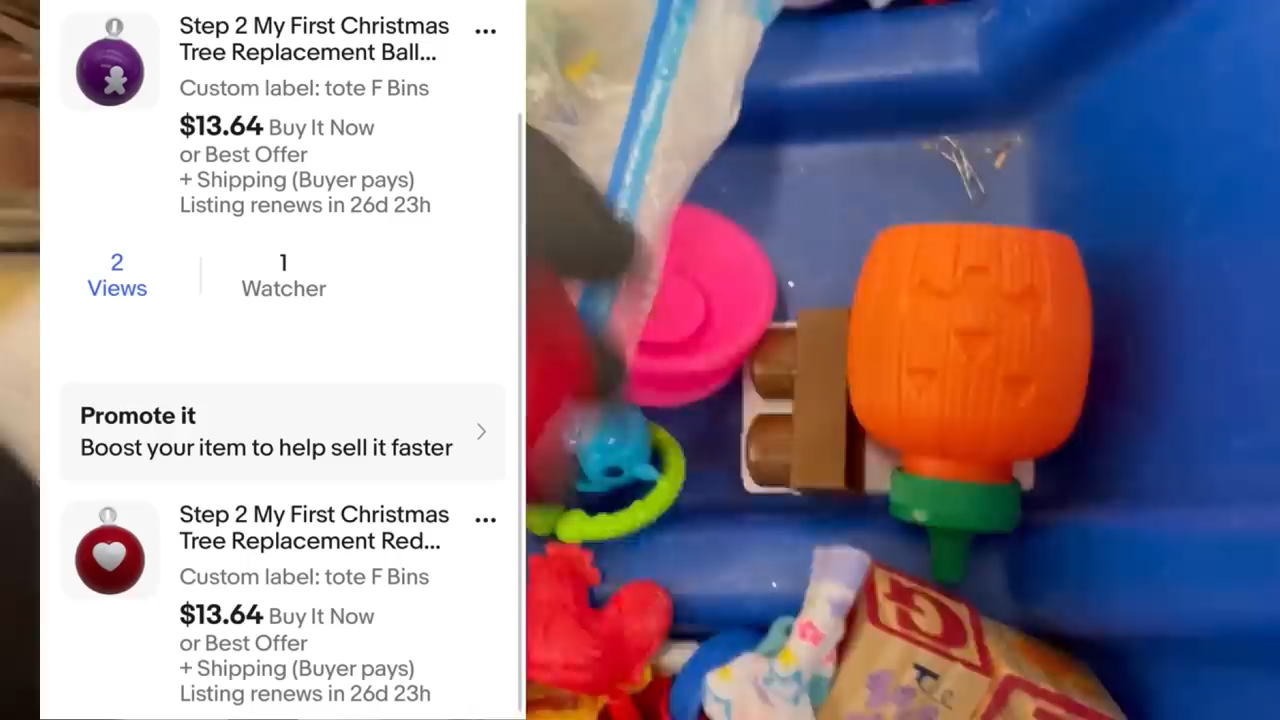 Step 2 My First Christmas
Tree Replacement Ball...
Custom label: tote F Bins
$13.64 Buy It Now
or Best Offer
+ Shipping (Buyer pays)
Listing renews in 26d 23h
2
Views
1
Watcher
Promote it
Boost your item to help sell it faster
Step 2 My First Christmas
Tree Replacement Red...
Custom label: tote F Bins
$13.64 Buy It Now
or Best Offer
+ Shipping (Buyer pays)
Listing renews in 26d 23h
G